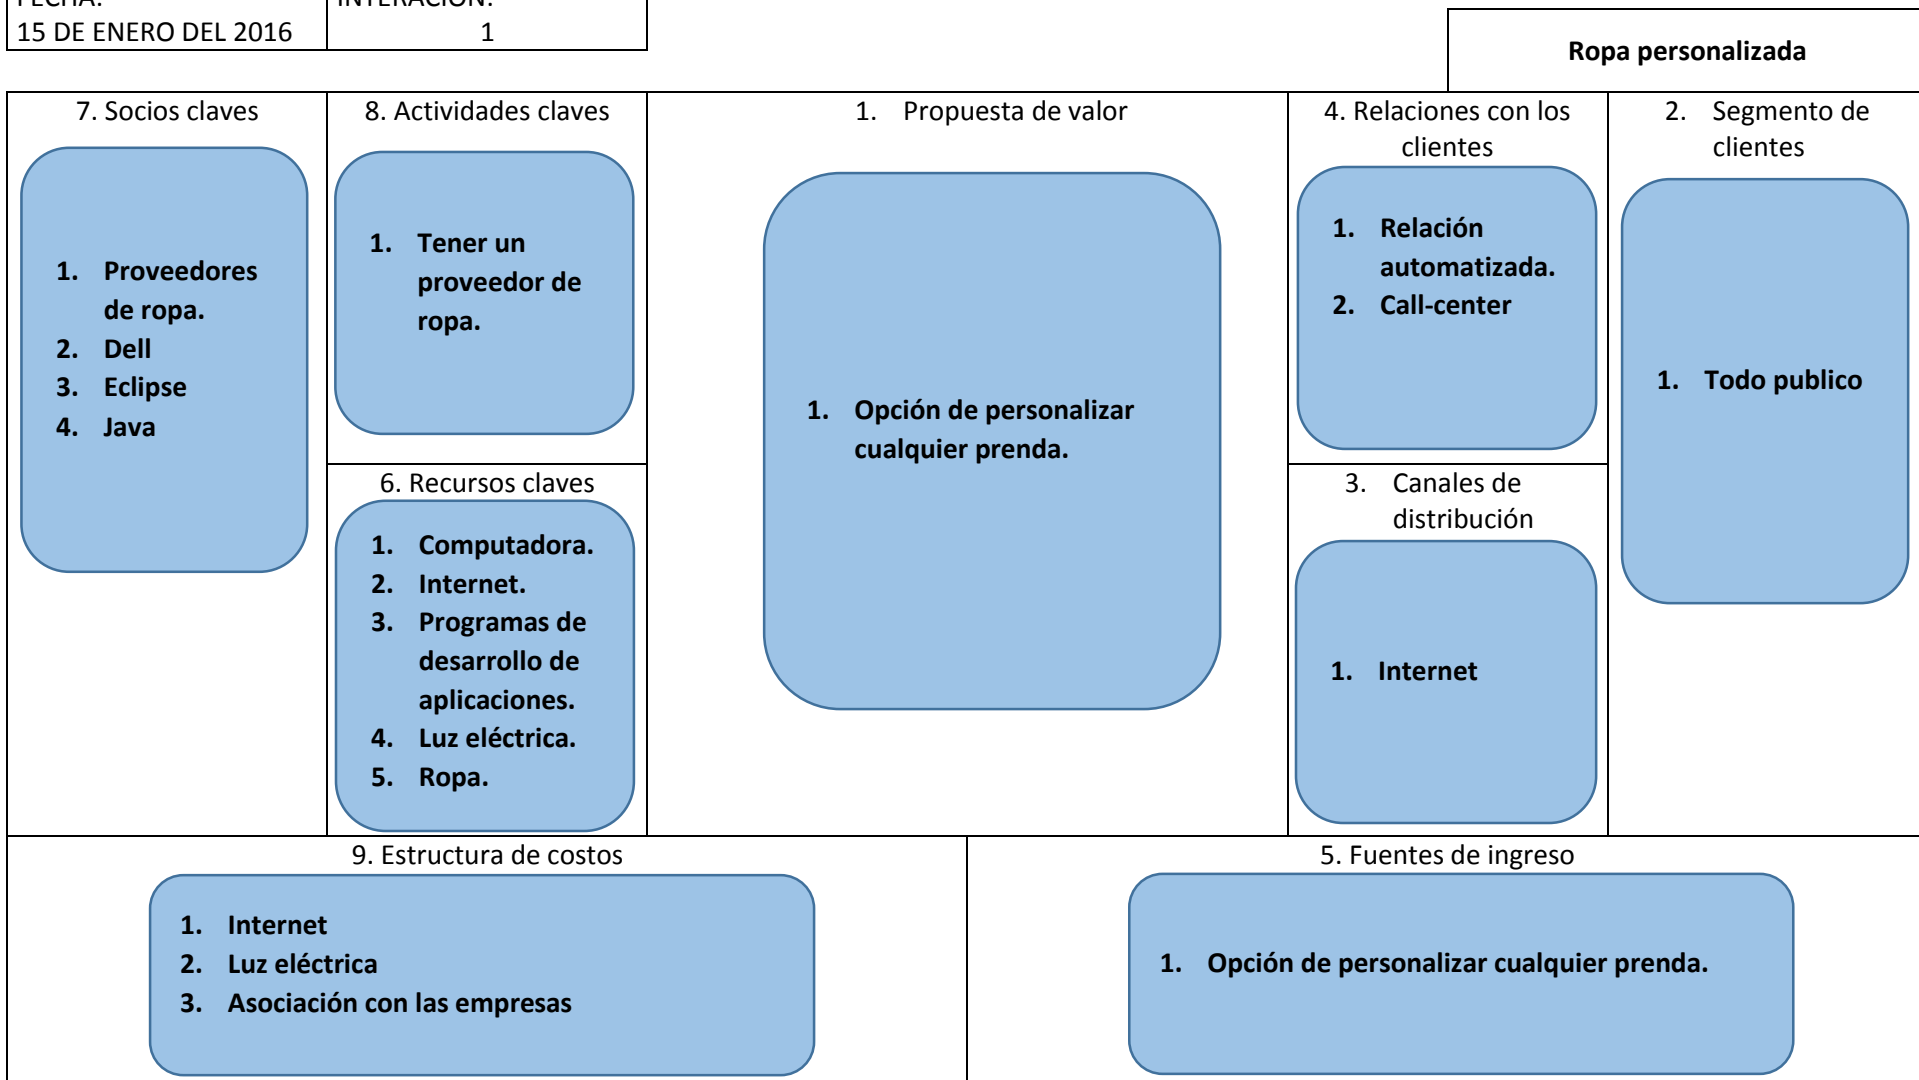 FECHA:
15 DE ENERO DEL 2016
INTERACION:
1
Ropa personalizada
7. Socios claves
1. Proveedores
de ropa.
2. Dell
3. Eclipse
4. Java
8. Actividades claves
1. Tener un
proveedor de
ropa.
6. Recursos claves
1. Computadora.
2. Internet.
3. Programas de
desarrollo de
aplicaciones.
4. Luz eléctrica.
5. Ropa.
1. Propuesta de valor
1. Opción de personalizar
cualquier prenda.
4. Relaciones con los
clientes
1. Relación
automatizada.
2. Call-center
3. Canales de
distribución
1. Internet
2. Segmento de
clientes
1. Todo publico
9. Estructura de costos
1. Internet
2. Luz eléctrica
3. Asociación con las empresas
5. Fuentes de ingreso
1. Opción de personalizar cualquier prenda.